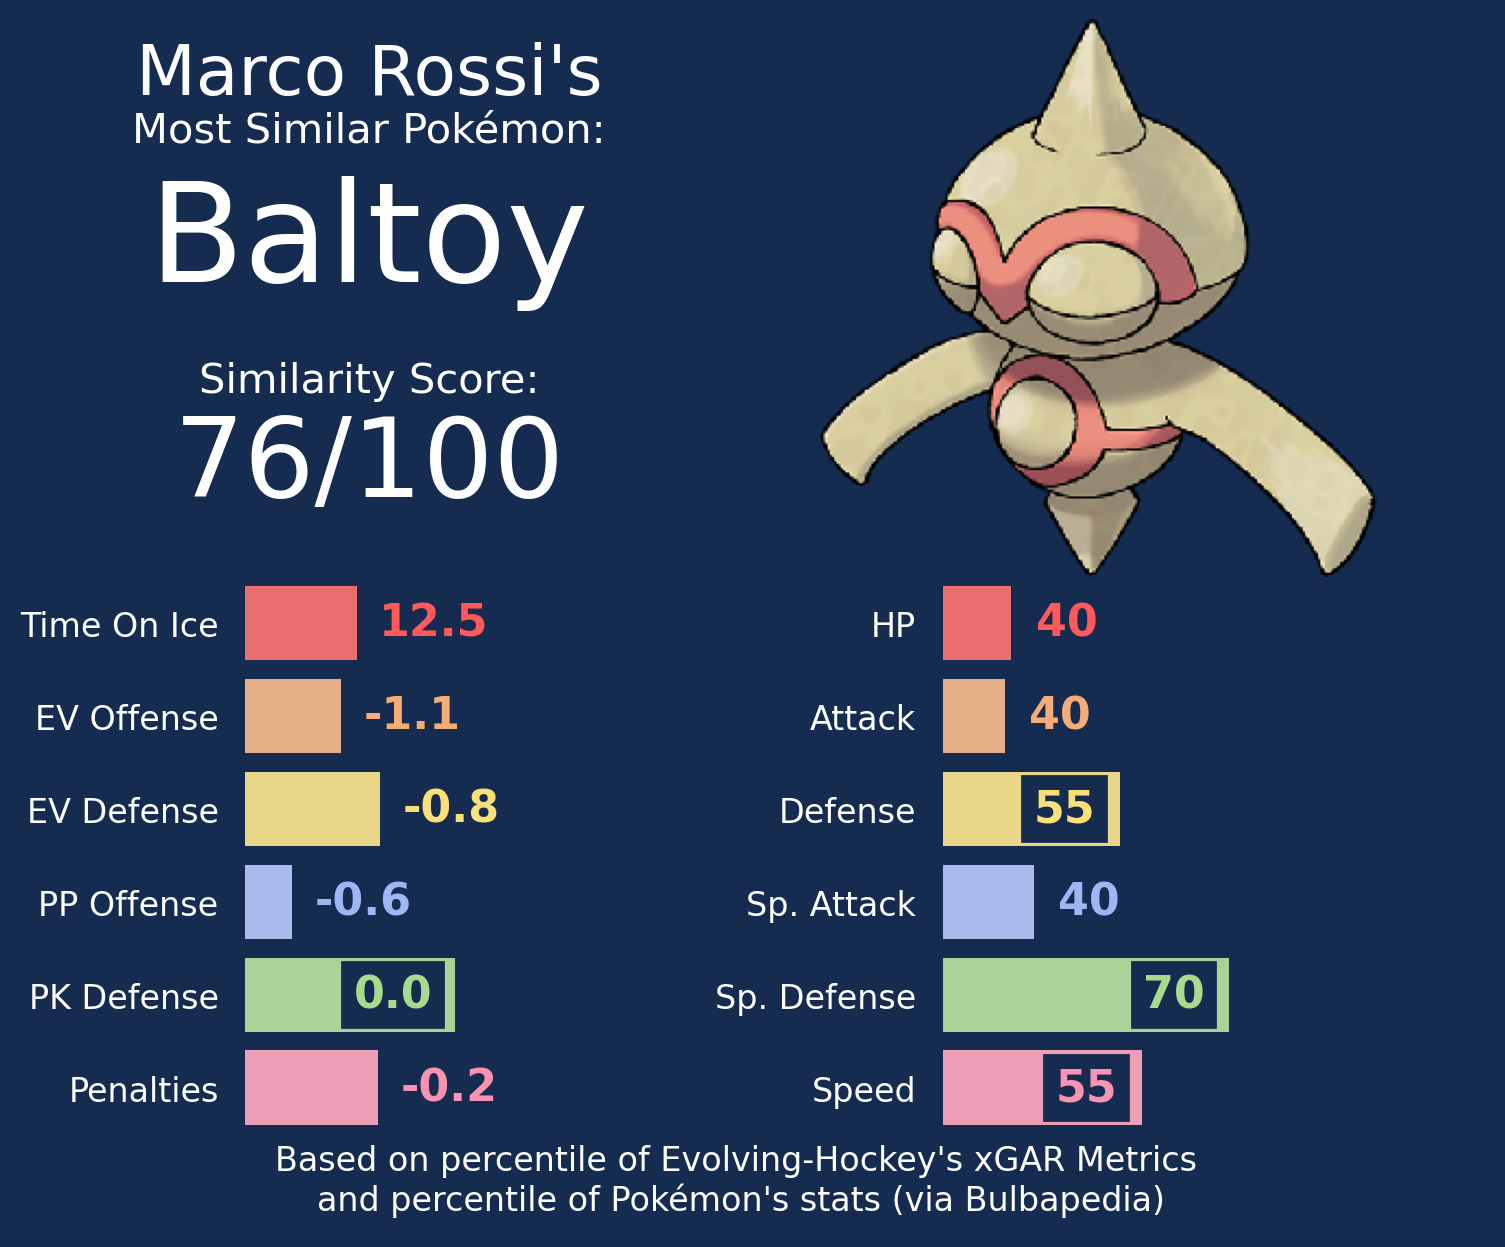 Marco Rossi's
Most Similar Pokémon:
Baltoy
Similarity Score:
76/100
Time On Ice 12.5
EV Offense -1.1
EV Defense -0.8
PP Offense -0.6
PK Defense 0.0
Penalties -0.2
HP 40
Attack 40
Defense 55
Sp. Attack 40
Sp. Defense 70
Speed 55
Based on percentile of Evolving-Hockey's xGAR Metrics
and percentile of Pokémon's stats (via Bulbapedia)